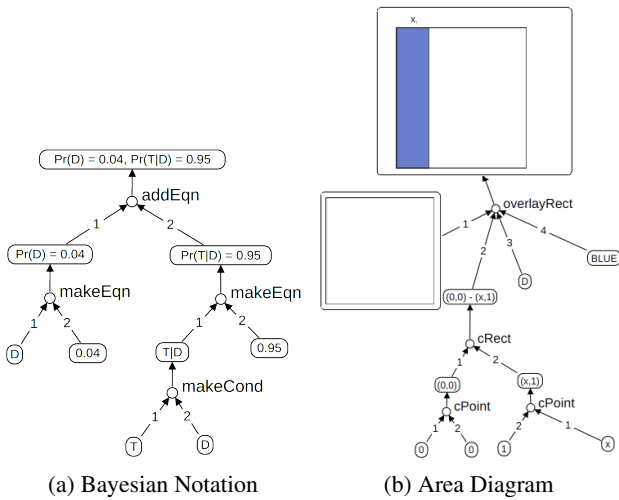 x,
Pr(D) = 0.04, Pr(T|D) = 0.95
addEqn
1
2
Pr(D) = 0.04
Pr(T|D) = 0.95
makeEqn
makeEqn
1
2
1
2
D
0.04
T|D
0.95
makeCond
1
2
T
D
(a) Bayesian Notation
overlayRect
1
2
3
4
BLUE
D
(0,0) - (x,1)
cRect
1
2
(0,0)
(x,1)
cPoint
cPoint
1
2
2
1
0
0
1
x
(b) Area Diagram